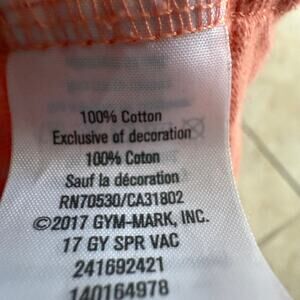 100% Cotton
Exclusive of decoration
100% Coton
Sauf la décoration
RN70530/CA31802
©2017 GYM-MARK, INC.
17 GY SPR VAC
241692421
140164978